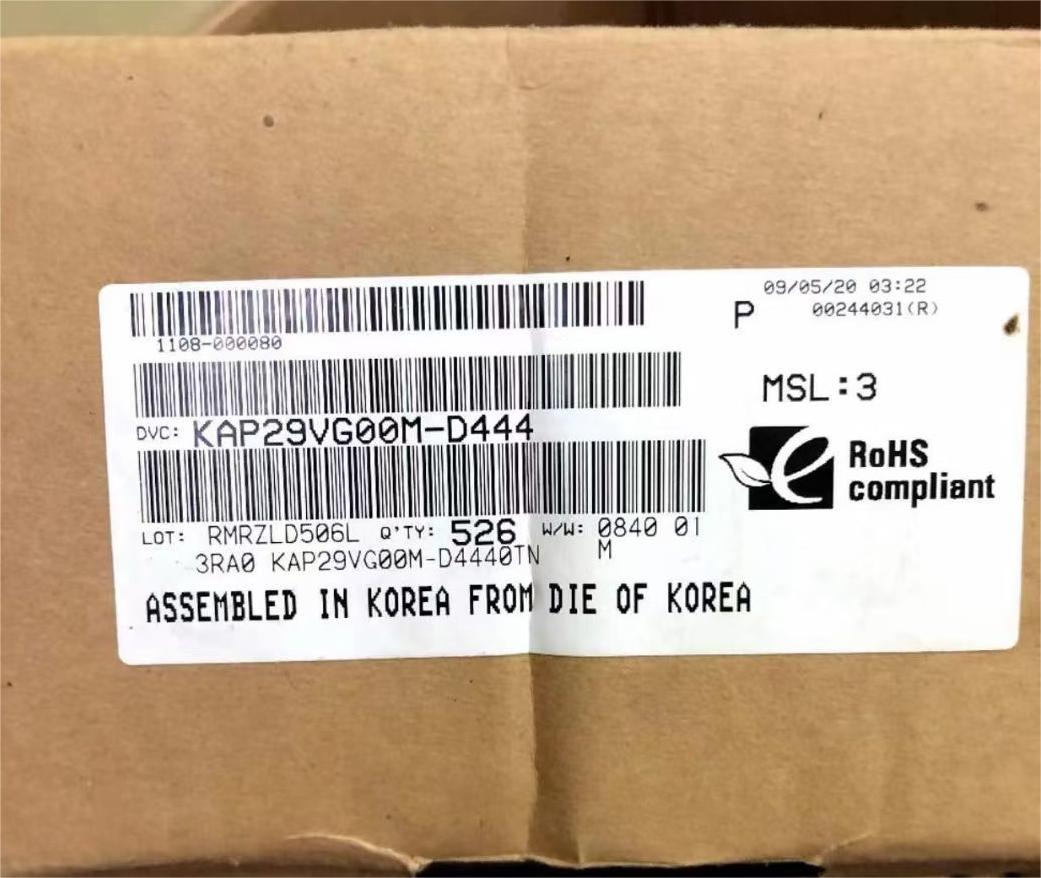 09/05/20 03:22
P 00244031(R)
1108-000080
MSL:3
DVC: KAP29VG00M-D444
RoHS
compliant
LOT: RMRZLD506L Q'TY: 526 W/W: 0840 01
3RA0 KAP29VG00M-D4440TN M
ASSEMBLED IN KOREA FROM DIE OF KOREA